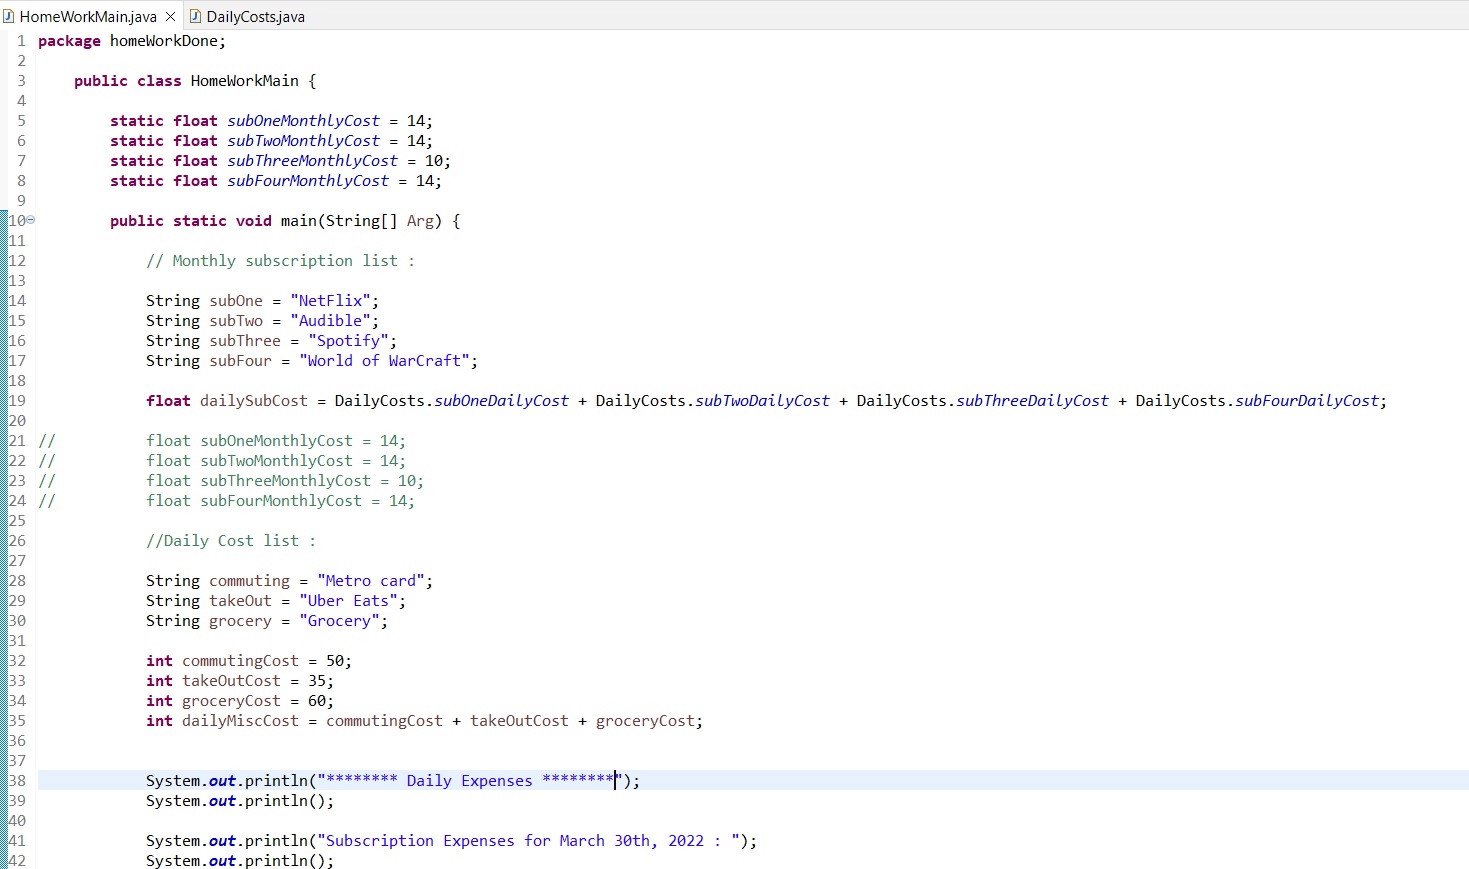 HomeWorkMain.java DailyCosts.java
1 package homeWorkDone;
2
3 public class HomeWorkMain {
4
5 static float subOneMonthlyCost = 14;
6 static float subTwoMonthlyCost = 14;
7 static float subThreeMonthlyCost = 10;
8 static float subFourMonthlyCost = 14;
9
10 public static void main(String[] Arg) {
11
12 // Monthly subscription list :
13
14 String subOne = "NetFlix";
15 String subTwo = "Audible";
16 String subThree = "Spotify";
17 String subFour = "World of WarCraft";
18
19 float dailySubCost = DailyCosts.subOneDailyCost + DailyCosts.subTwoDailyCost + DailyCosts.subThreeDailyCost + DailyCosts.subFourDailyCost;
20
21 // float subOneMonthlyCost = 14;
22 // float subTwoMonthlyCost = 14;
23 // float subThreeMonthlyCost = 10;
24 // float subFourMonthlyCost = 14;
25
26 //Daily Cost list :
27
28 String commuting = "Metro card";
29 String takeOut = "Uber Eats";
30 String grocery = "Grocery";
31
32 int commutingCost = 50;
33 int takeOutCost = 35;
34 int groceryCost = 60;
35 int dailyMiscCost = commutingCost + takeOutCost + groceryCost;
36
37
38 System.out.println("******** Daily Expenses ********");
39 System.out.println();
40
41 System.out.println("Subscription Expenses for March 30th, 2022 : ");
42 System.out.println();